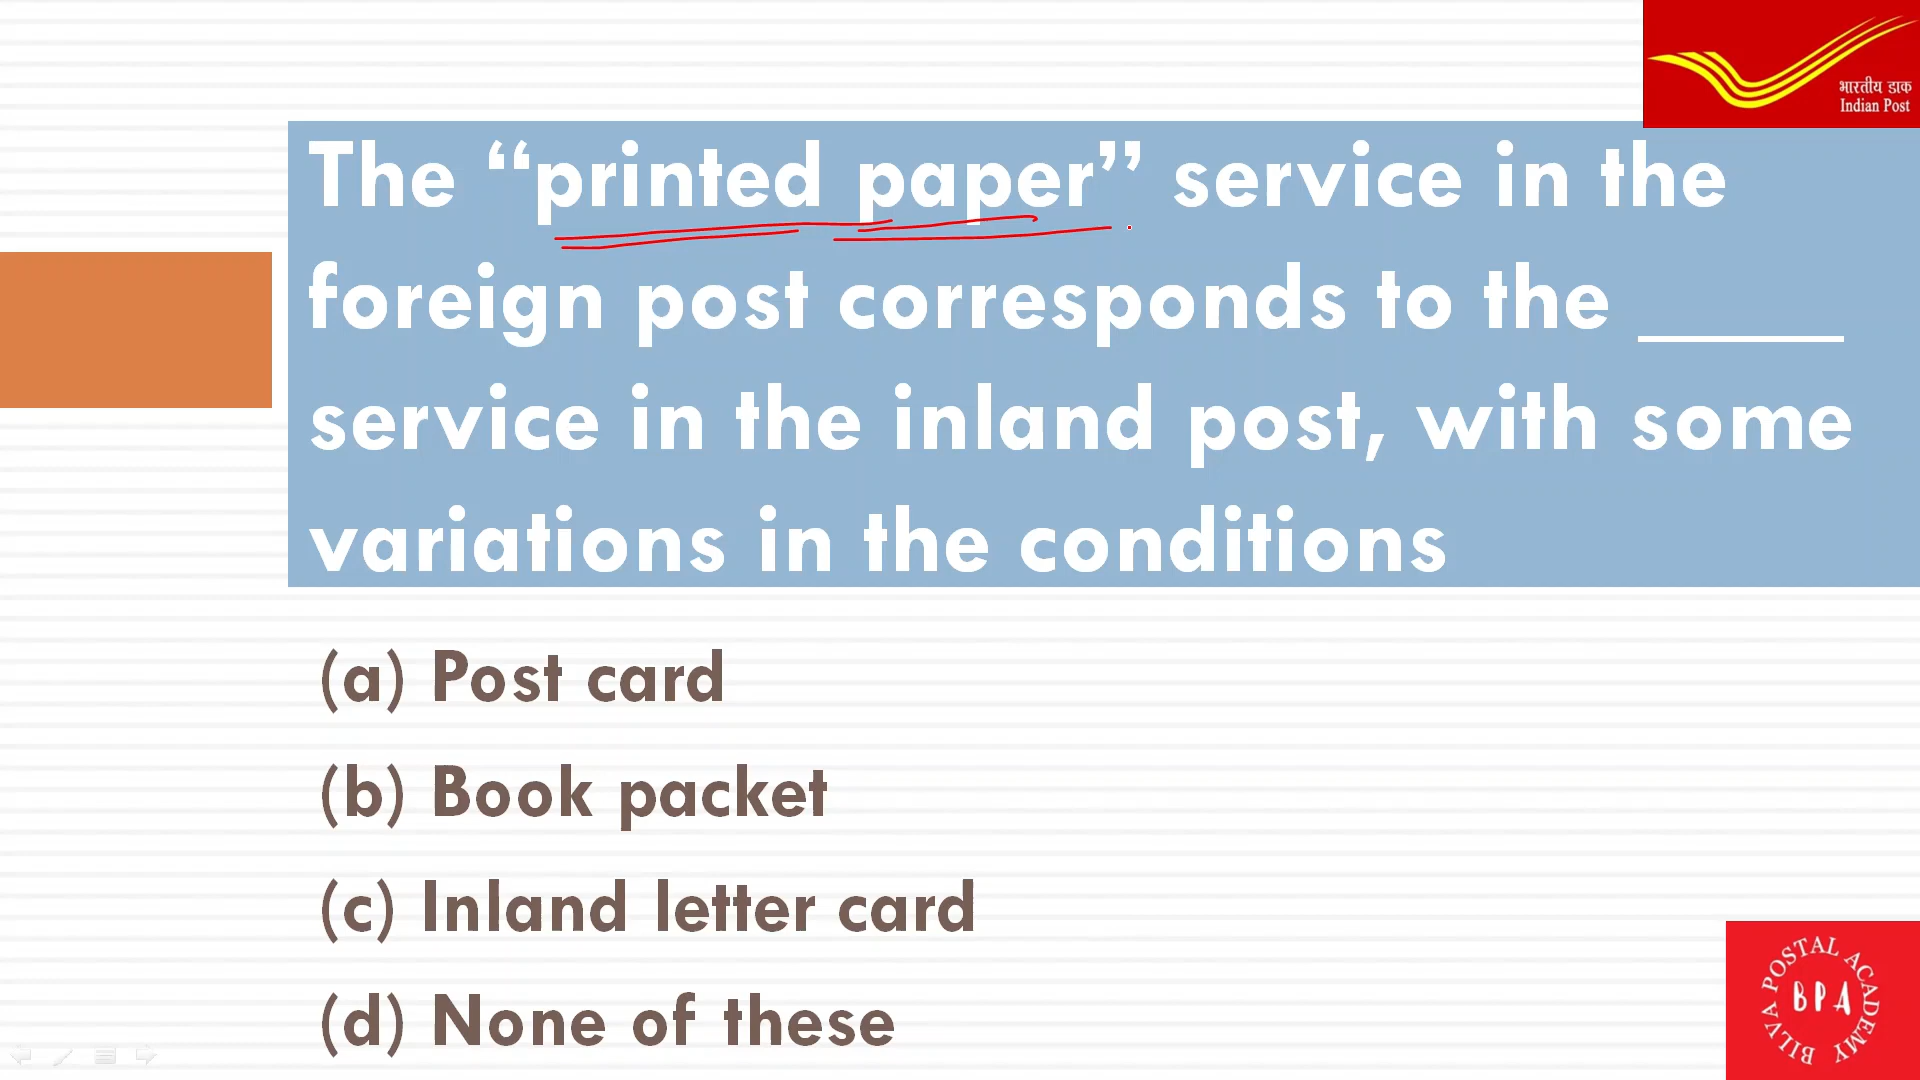 भारतीय डाक
Indian Post
The “printed paper” service in the
foreign post corresponds to the _____
service in the inland post, with some
variations in the conditions
(a) Post card
(b) Book packet
(c) Inland letter card
(d) None of these
BILVA POSTAL ACADEMY
BPA